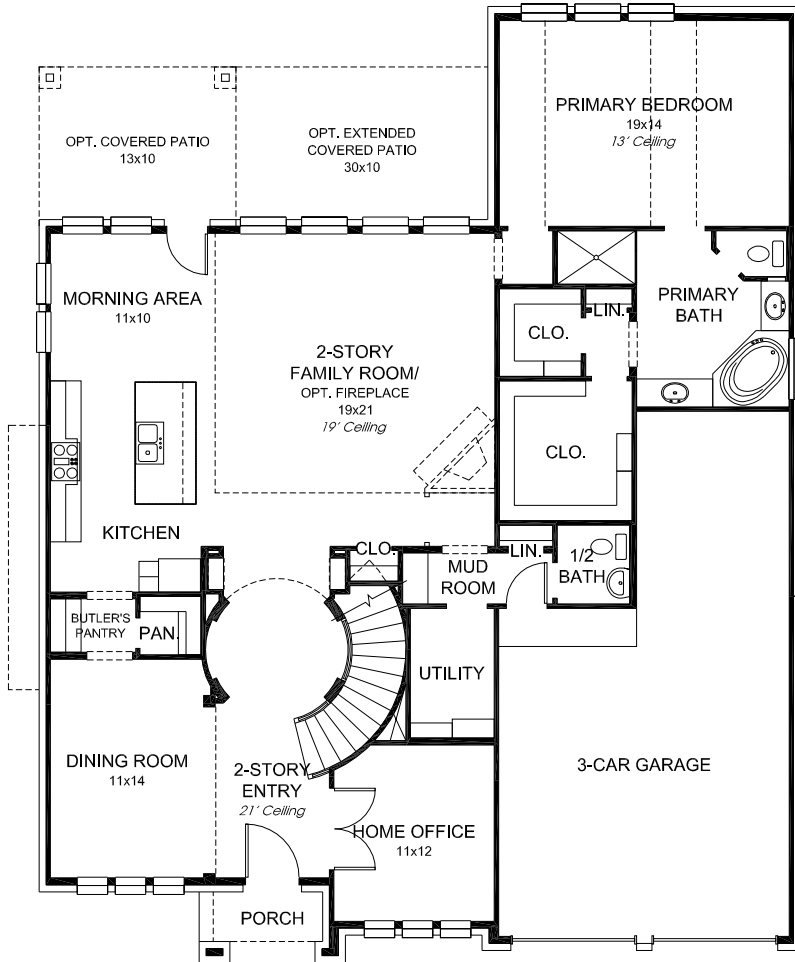 PRIMARY BEDROOM
19x14
13' Ceiling
OPT. COVERED PATIO
13x10
OPT. EXTENDED
COVERED PATIO
30x10
MORNING AREA
11x10
2-STORY
FAMILY ROOM/
OPT. FIREPLACE
19x21
19' Ceiling
PRIMARY
BATH
LIN.
CLO.
CLO.
KITCHEN
CLO.
MUD
ROOM
LIN.
1/2
BATH
BUTLER'S
PANTRY
PAN.
UTILITY
DINING ROOM
11x14
2-STORY
ENTRY
21' Ceiling
3-CAR GARAGE
HOME OFFICE
11x12
PORCH